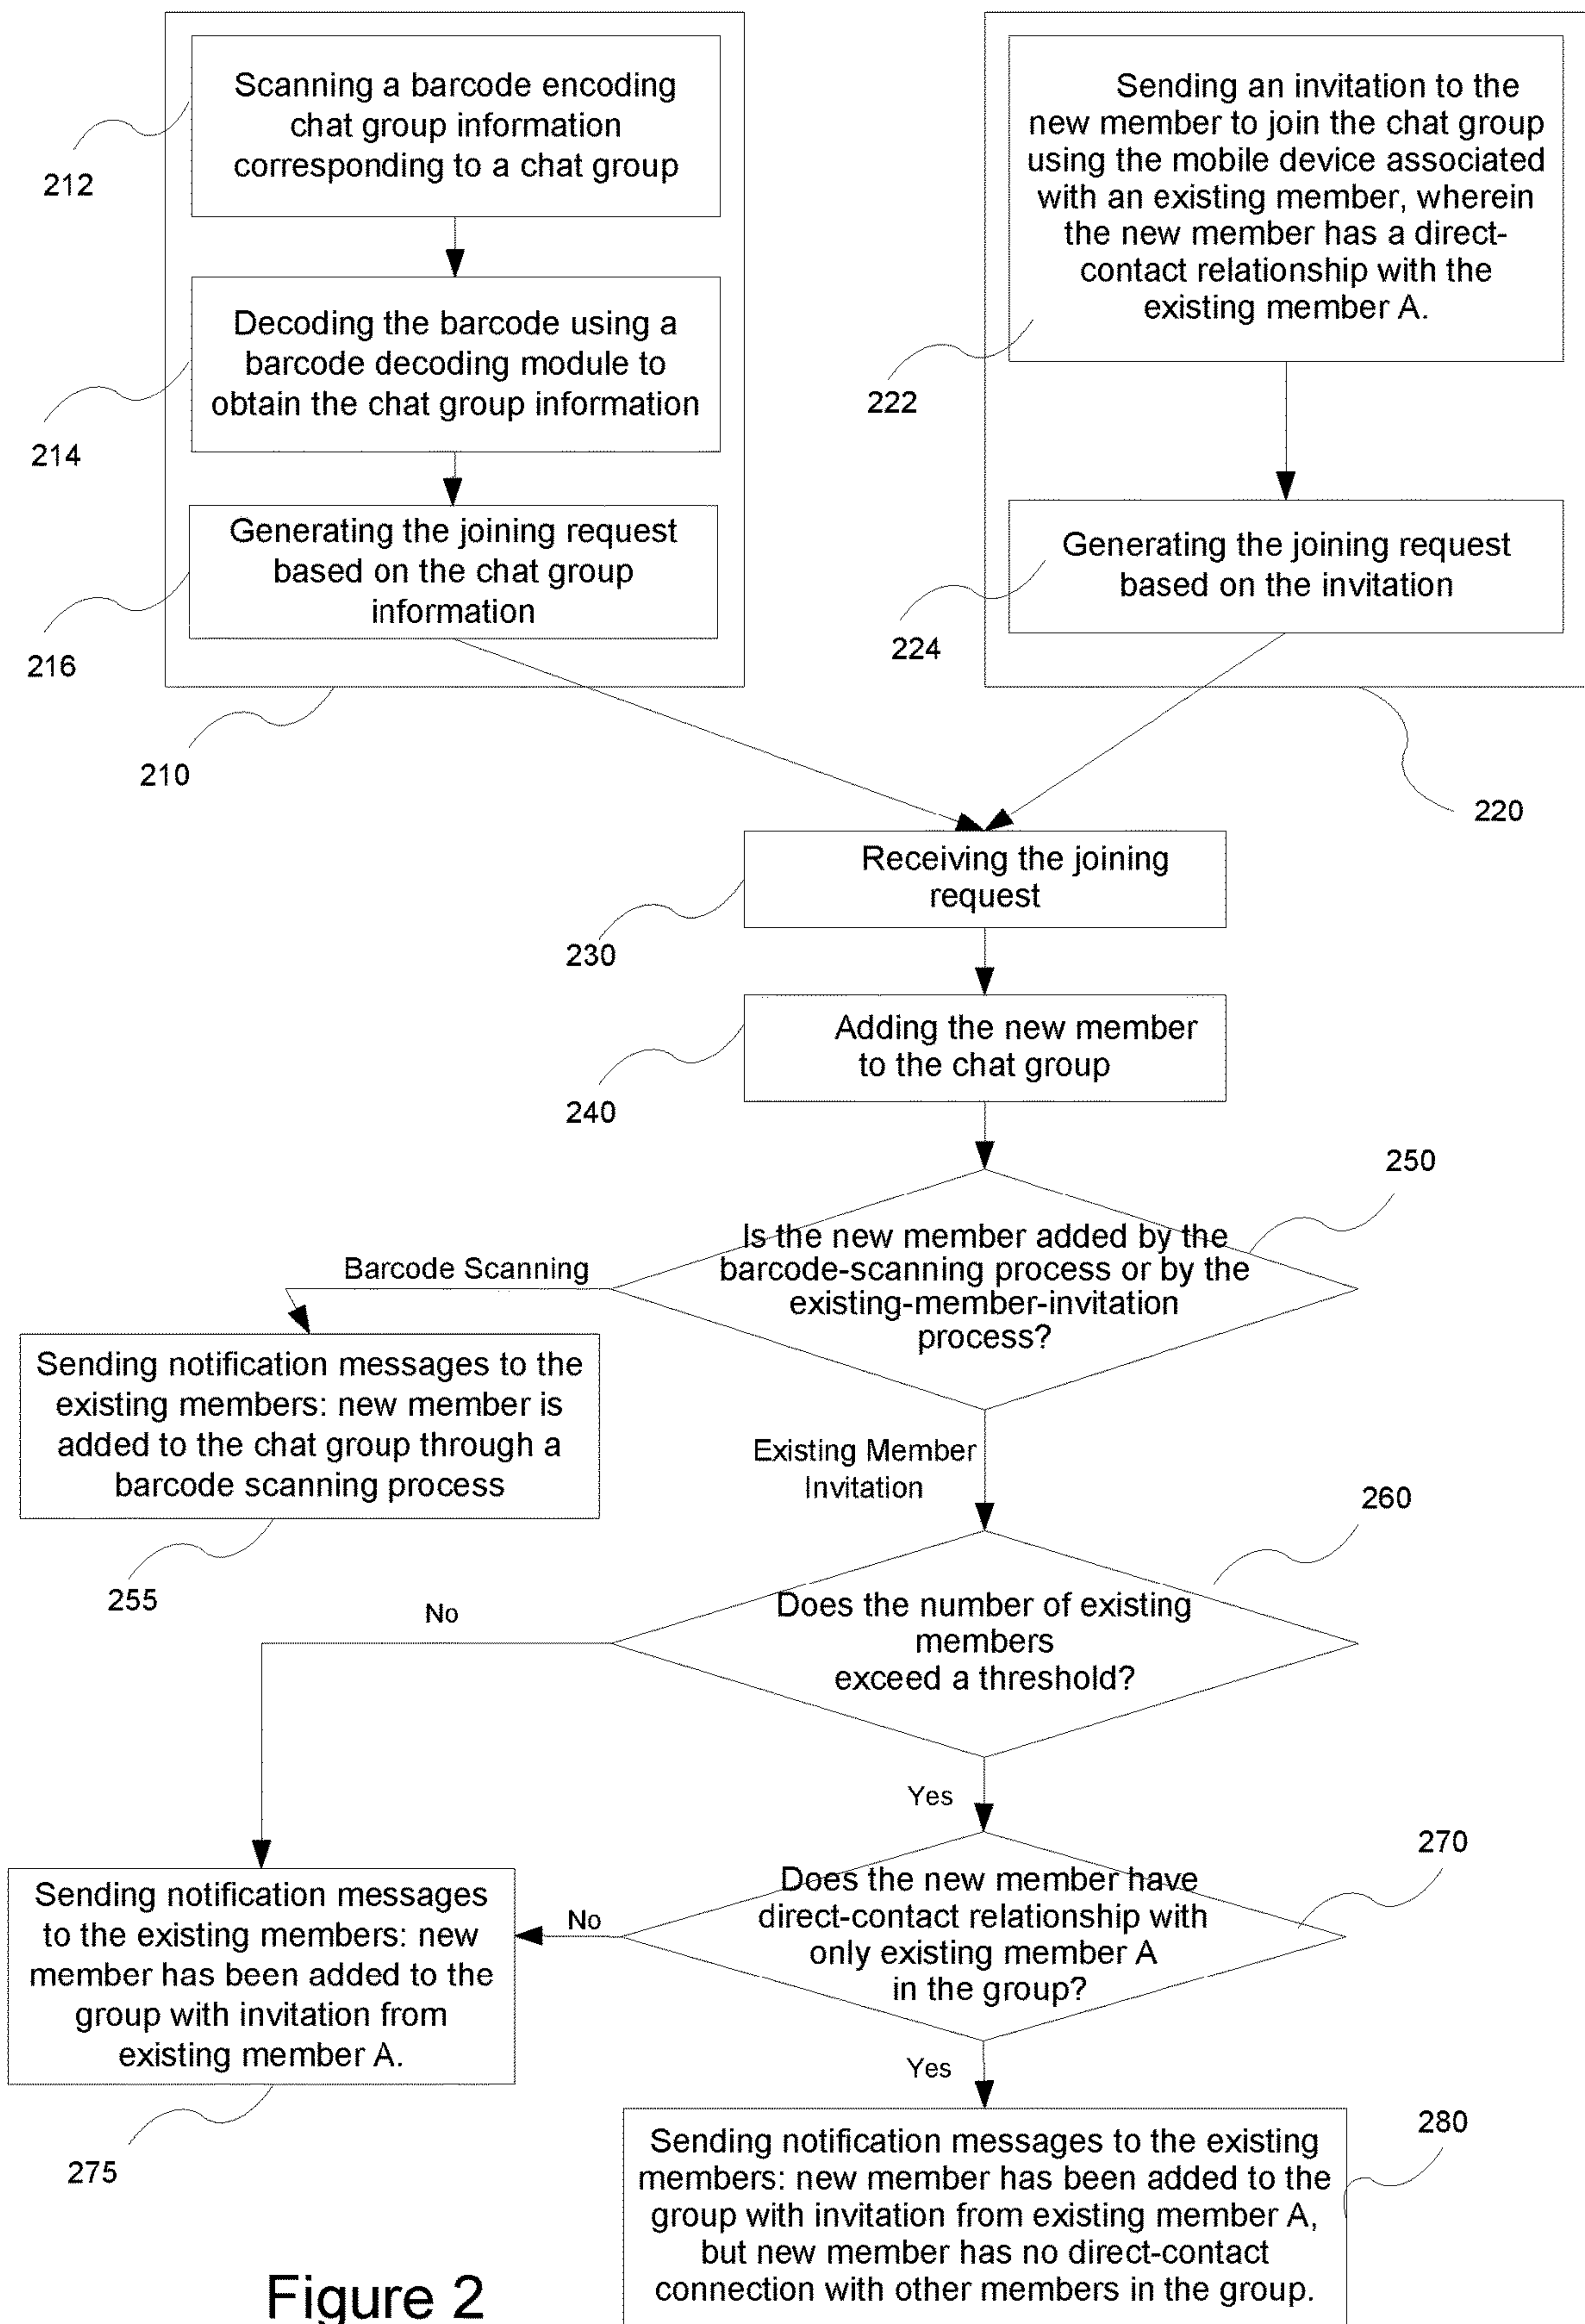 Scanning a barcode encoding
chat group information
corresponding to a chat group
212
Decoding the barcode using a
barcode decoding module to
obtain the chat group information
214
Generating the joining request
based on the chat group
information
216
210
Sending an invitation to the
new member to join the chat group
using the mobile device associated
with an existing member, wherein
the new member has a direct-
contact relationship with the
existing member A.
222
Generating the joining request
based on the invitation
224
220
Receiving the joining
request
230
Adding the new member
to the chat group
240
250
Is the new member added by the
barcode-scanning process or by the
existing-member-invitation
process?
Barcode Scanning
Sending notification messages to the
existing members: new member is
added to the chat group through a
barcode scanning process
255
Existing Member
Invitation
260
Does the number of existing
members
exceed a threshold?
No
Yes
270
Does the new member have
direct-contact relationship with
only existing member A
in the group?
No
Sending notification messages
to the existing members: new
member has been added to the
group with invitation from
existing member A.
275
Yes
280
Sending notification messages to the existing
members: new member has been added to the
group with invitation from existing member A,
but new member has no direct-contact
connection with other members in the group.
Figure 2